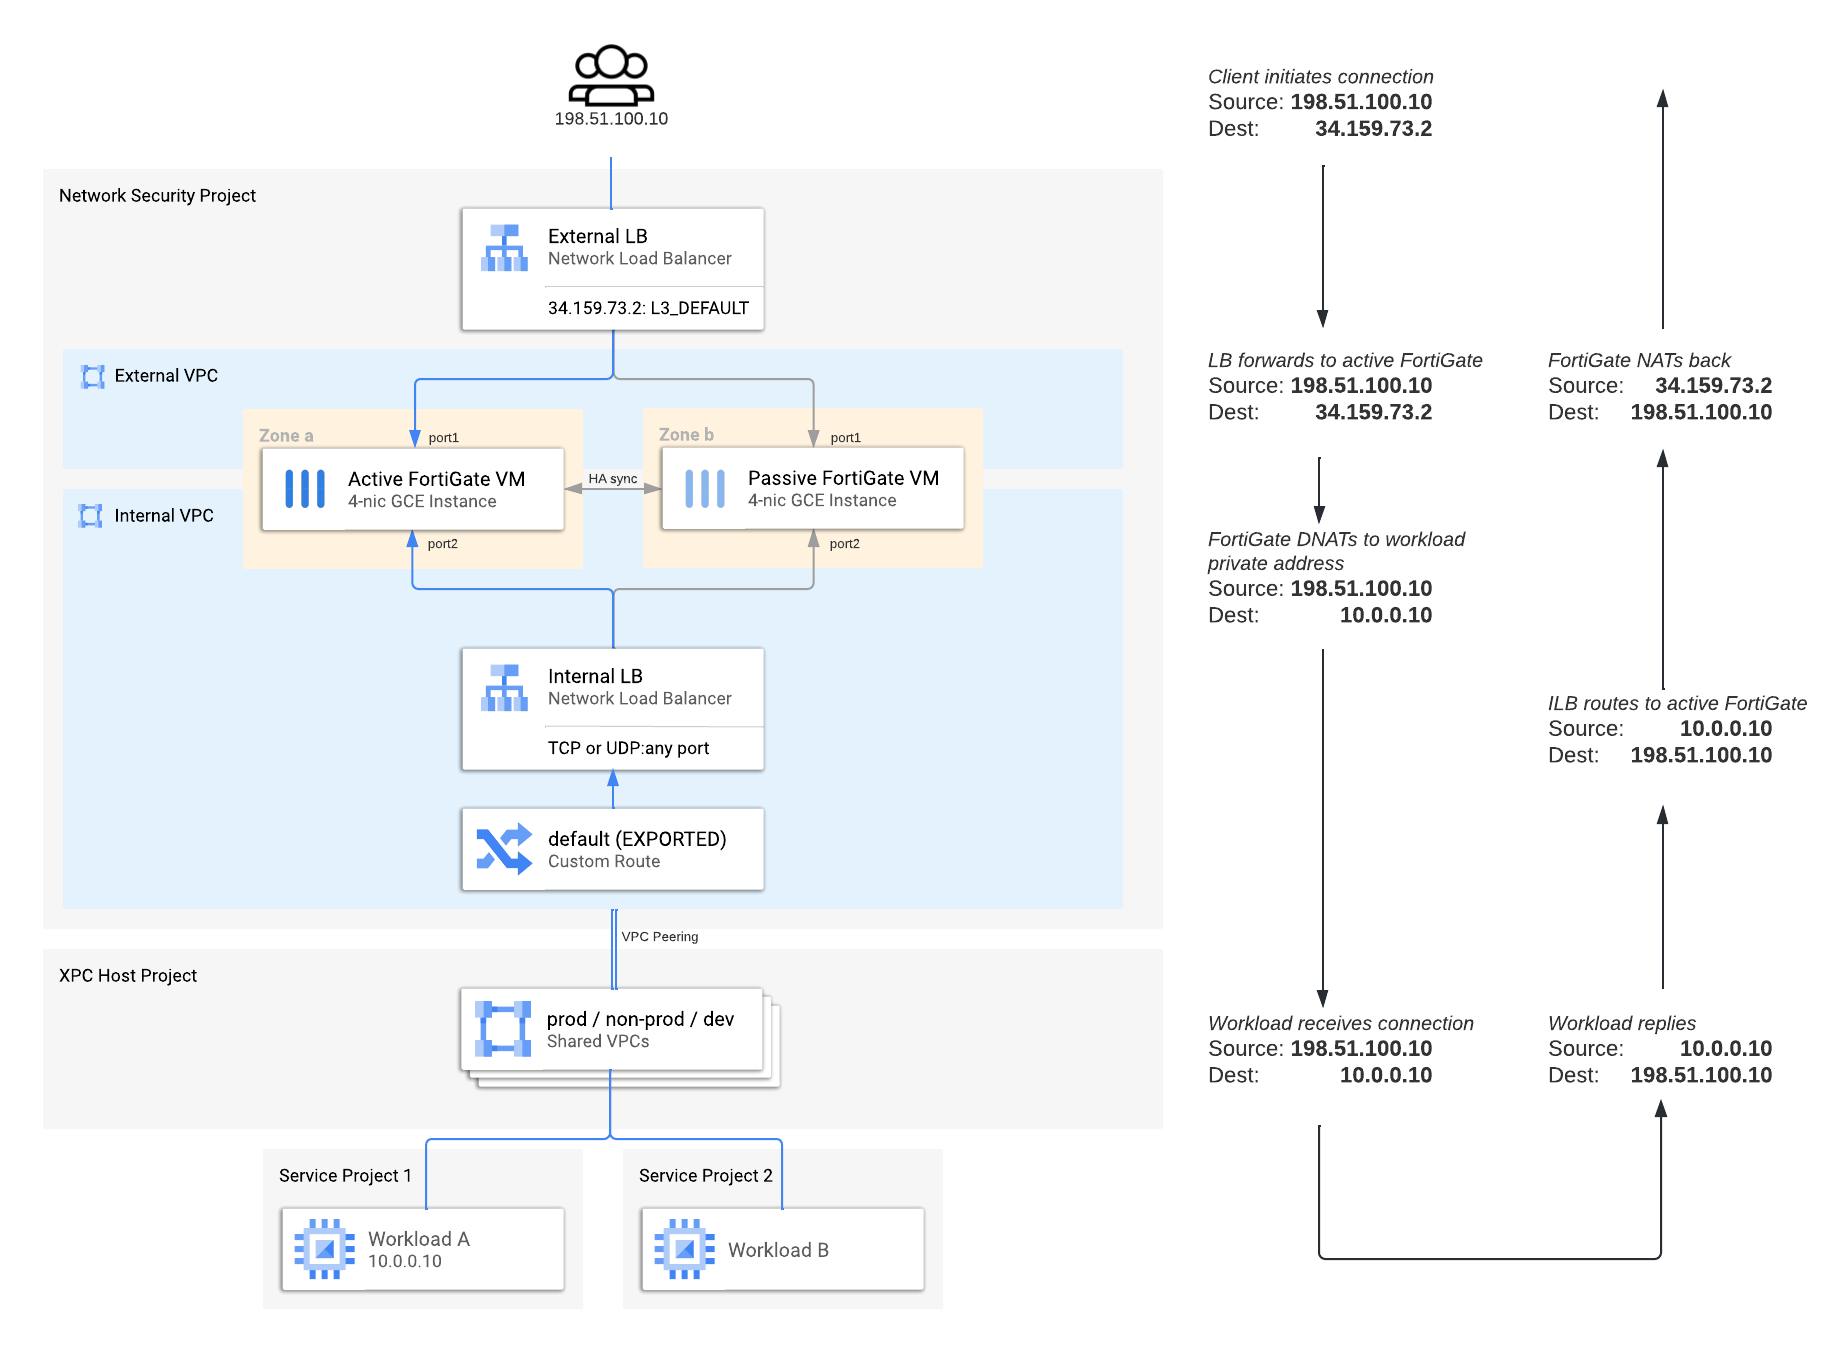 198.51.100.10
Network Security Project
External LB
Network Load Balancer
34.159.73.2: L3_DEFAULT
External VPC
Zone a
port1
Zone b
port1
Active FortiGate VM
4-nic GCE Instance
HA sync
Passive FortiGate VM
4-nic GCE Instance
Internal VPC
port2
port2
Internal LB
Network Load Balancer
TCP or UDP:any port
default (EXPORTED)
Custom Route
VPC Peering
XPC Host Project
prod / non-prod / dev
Shared VPCs
Service Project 1
Workload A
10.0.0.10
Service Project 2
Workload B
Client initiates connection
Source: 198.51.100.10
Dest: 34.159.73.2
LB forwards to active FortiGate
Source: 198.51.100.10
Dest: 34.159.73.2
FortiGate DNATs to workload
private address
Source: 198.51.100.10
Dest: 10.0.0.10
Workload receives connection
Source: 198.51.100.10
Dest: 10.0.0.10
FortiGate NATs back
Source: 34.159.73.2
Dest: 198.51.100.10
ILB routes to active FortiGate
Source: 10.0.0.10
Dest: 198.51.100.10
Workload replies
Source: 10.0.0.10
Dest: 198.51.100.10